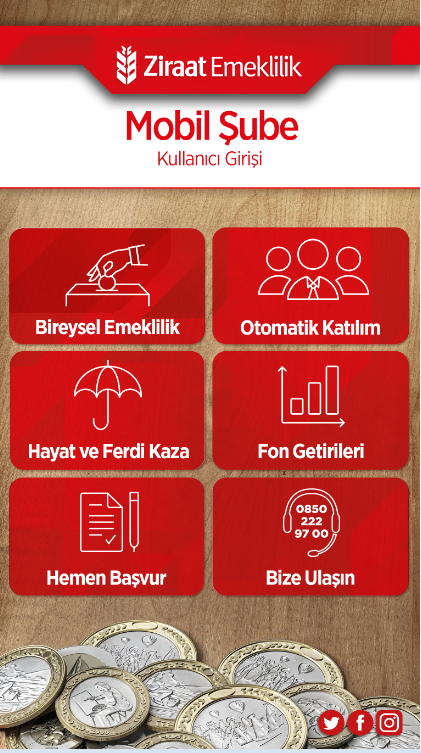 Ziraat Emeklilik
Mobil Şube
Kullanıcı Girişi
Bireysel Emeklilik
Otomatik Katılım
Hayat ve Ferdi Kaza
Fon Getirileri
0850
222
97 00
Hemen Başvur
Bize Ulaşın